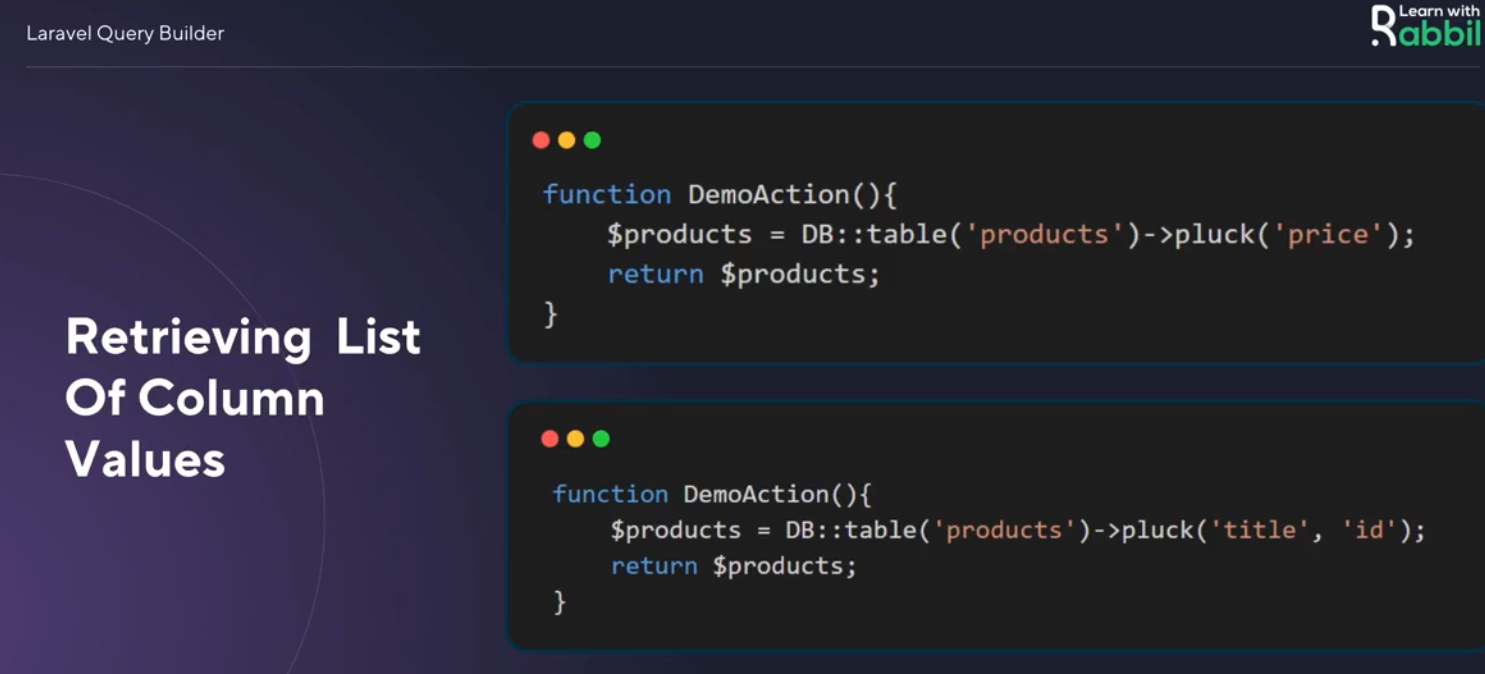 Laravel Query Builder
Learn with
Rabbil
function DemoAction(){
    $products = DB::table('products')->pluck('price');
    return $products;
}
Retrieving List
Of Column
Values
function DemoAction(){
    $products = DB::table('products')->pluck('title', 'id');
    return $products;
}